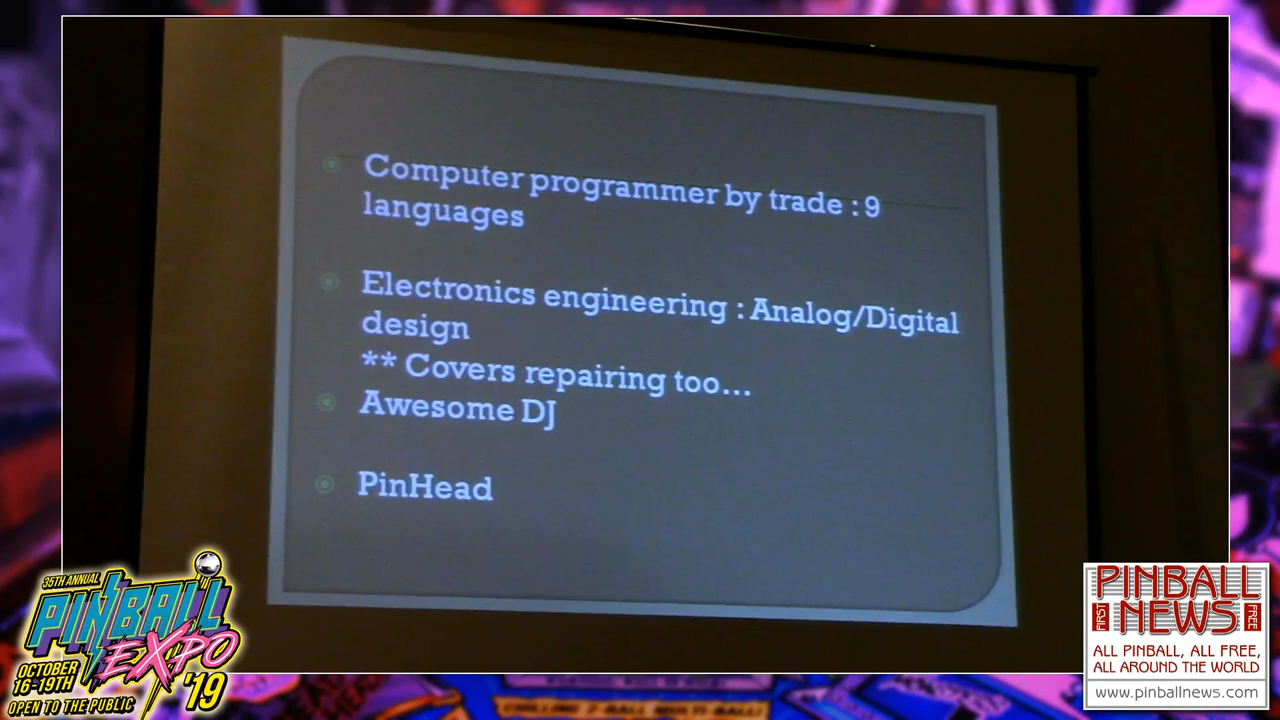 Computer programmer by trade : 9
languages
Electronics engineering : Analog/Digital
design
** Covers repairing too...
Awesome DJ
PinHead
35TH ANNUAL
PINBALL
EXPO
OCTOBER
16-19TH
'19
OPEN TO THE PUBLIC
PINBALL
FIRST
NEWS
FREE
ALL PINBALL, ALL FREE,
ALL AROUND THE WORLD
www.pinballnews.com